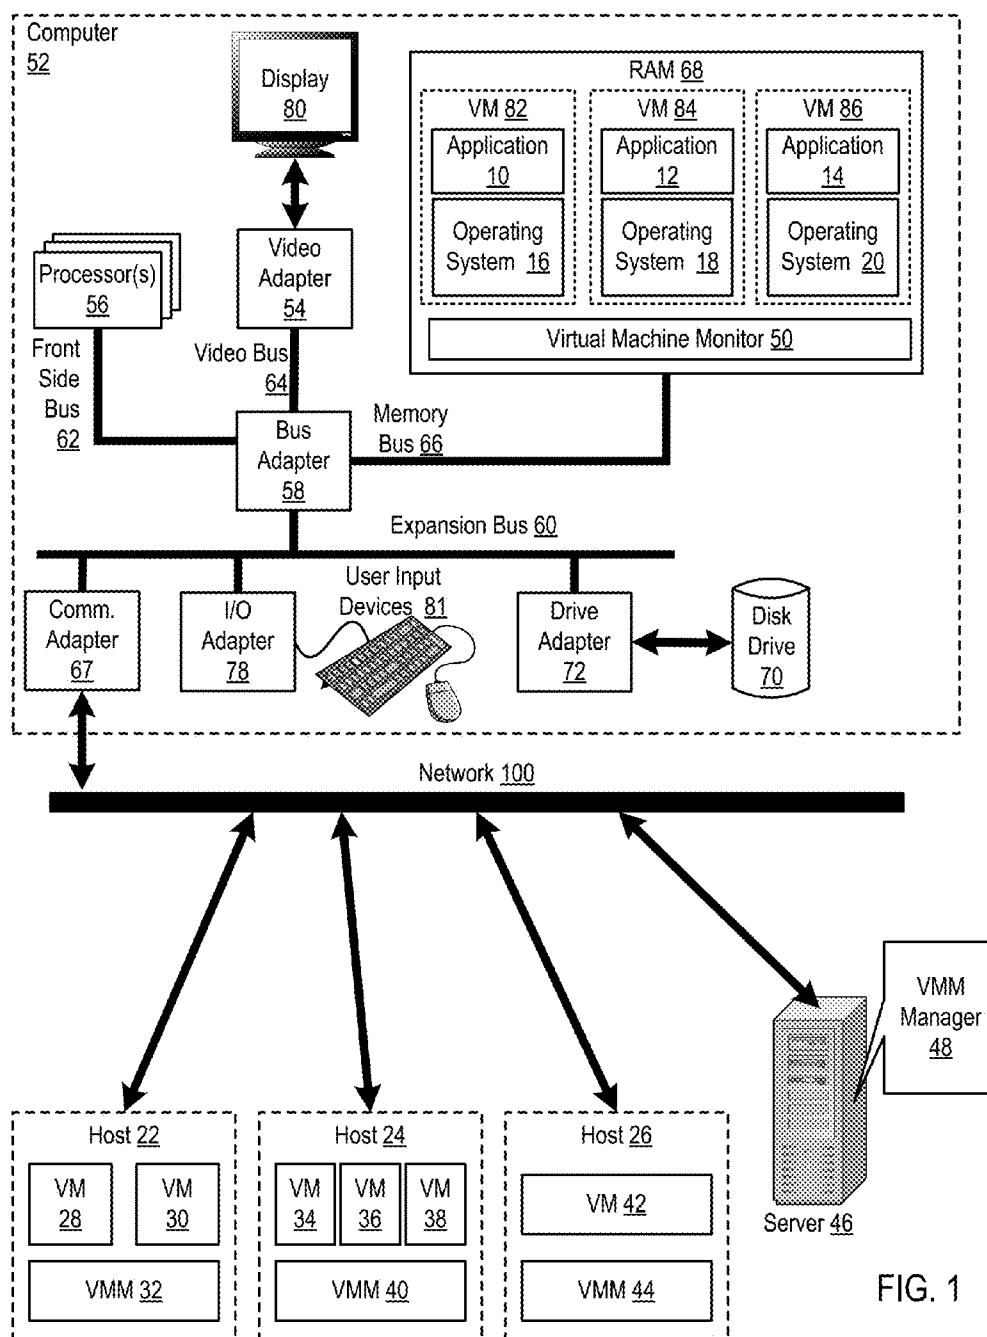 Computer
52
Display
80
RAM 68
VM 82
Application
10
Operating
System 16
VM 84
Application
12
Operating
System 18
VM 86
Application
14
Operating
System 20
Virtual Machine Monitor 50
Processor(s)
56
Video
Adapter
54
Front
Side
Bus
62
Video Bus
64
Bus
Adapter
58
Memory
Bus 66
Expansion Bus 60
Comm.
Adapter
67
I/O
Adapter
78
User Input
Devices 81
Drive
Adapter
72
Disk
Drive
70
Network 100
VMM
Manager
48
Server 46
Host 22
VM
28
VM
30
VMM 32
Host 24
VM
34
VM
36
VM
38
VMM 40
Host 26
VM 42
VMM 44
FIG. 1